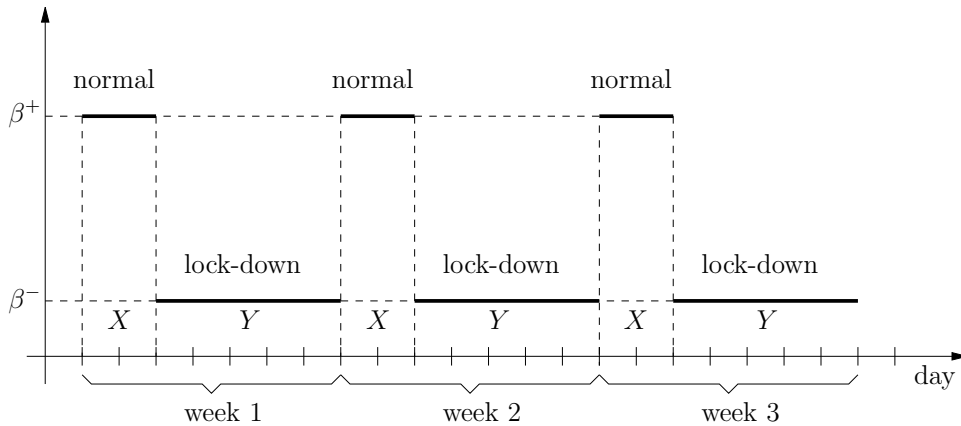 normal normal normal
β⁺
lock-down lock-down lock-down
β⁻
X Y X Y X Y
day
week 1 week 2 week 3